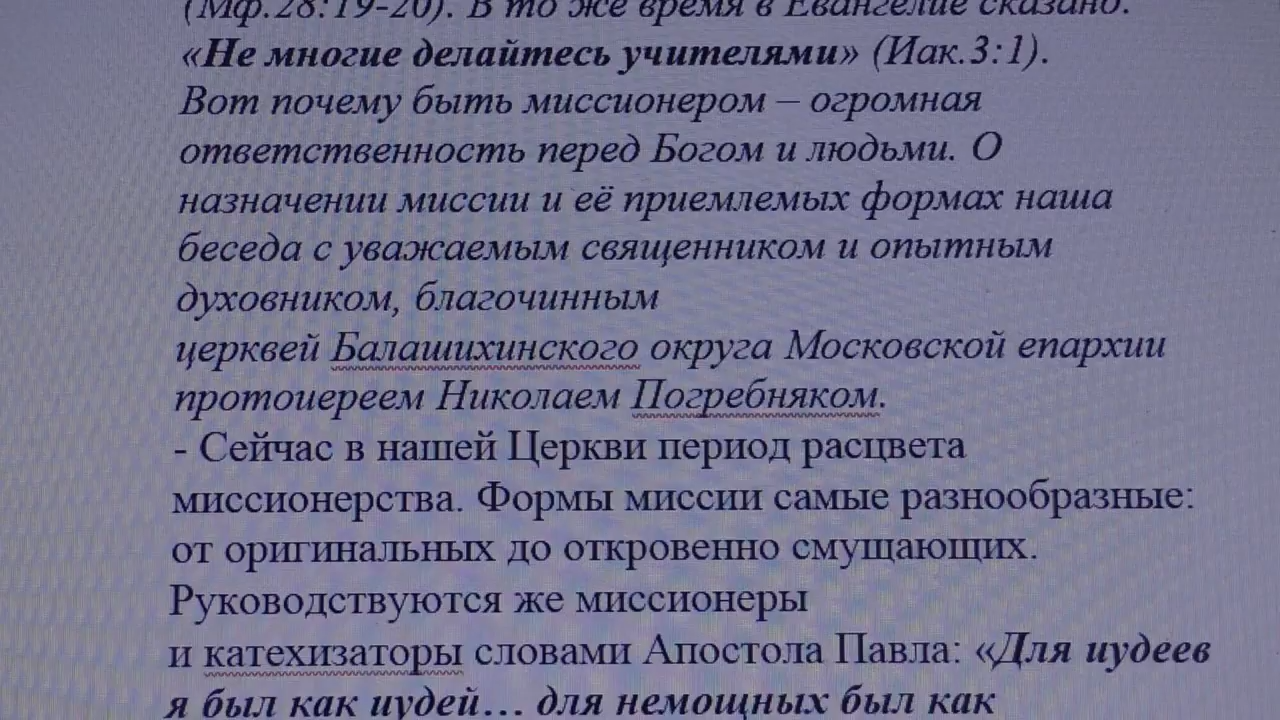 (Мф.28:19-20). В то же время в Евангелие сказано:
«Не многие делайтесь учителями» (Иак.3:1).
Вот почему быть миссионером – огромная
ответственность перед Богом и людьми. О
назначении миссии и её приемлемых формах наша
беседа с уважаемым священником и опытным
духовником, благочинным
церквей Балашихинского округа Московской епархии
протоиереем Николаем Погребняком.
- Сейчас в нашей Церкви период расцвета
миссионерства. Формы миссии самые разнообразные:
от оригинальных до откровенно смущающих.
Руководствуются же миссионеры
и катехизаторы словами Апостола Павла: «Для иудеев
я был как иудей… для немощных был как